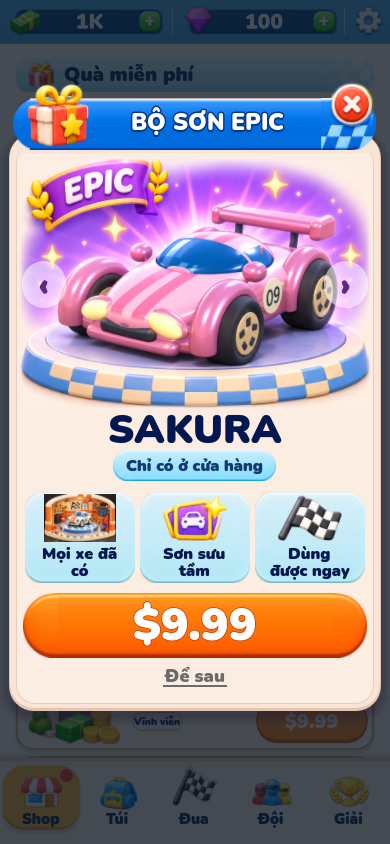 1K
100
Quà miễn phí
BỘ SƠN EPIC
EPIC
09
SAKURA
Chỉ có ở cửa hàng
Mọi xe đã
có
Sơn sưu
tầm
Dùng
được ngay
$9.99
Để sau
Vĩnh viễn
$9.99
Shop
Túi
Đua
Đội
Giải